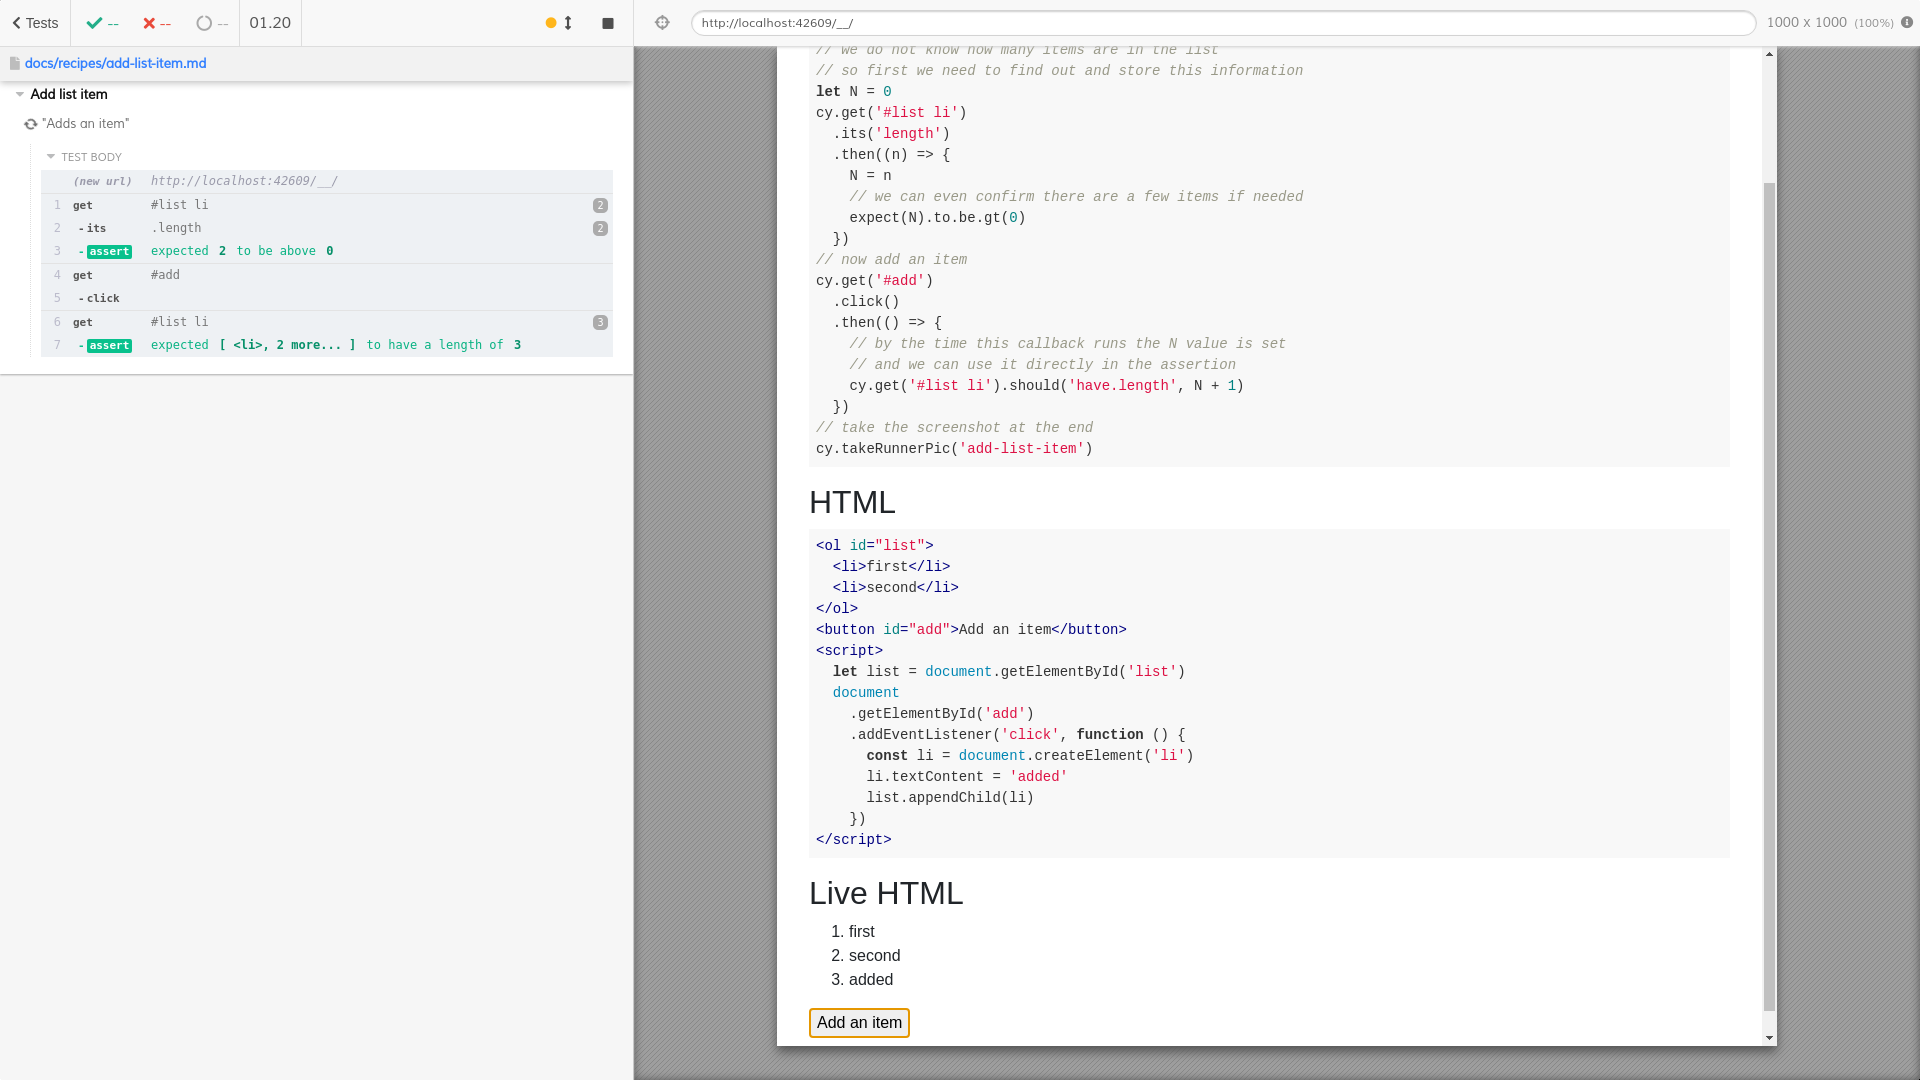 Tests -- -- -- 01.20
http://localhost:42609/__/ 1000 x 1000 (100%)
docs/recipes/add-list-item.md
Add list item
"Adds an item"
TEST BODY
(new url) http://localhost:42609/__/
1 get #list li 2
2 -its .length 2
3 -assert expected 2 to be above 0
4 get #add
5 -click
6 get #list li 3
7 -assert expected [ <li>, 2 more... ] to have a length of 3
// we do not know how many items are in the list
// so first we need to find out and store this information
let N = 0
cy.get('#list li')
  .its('length')
  .then((n) => {
    N = n
    // we can even confirm there are a few items if needed
    expect(N).to.be.gt(0)
  })
// now add an item
cy.get('#add')
  .click()
  .then(() => {
    // by the time this callback runs the N value is set
    // and we can use it directly in the assertion
    cy.get('#list li').should('have.length', N + 1)
  })
// take the screenshot at the end
cy.takeRunnerPic('add-list-item')
HTML
<ol id="list">
  <li>first</li>
  <li>second</li>
</ol>
<button id="add">Add an item</button>
<script>
  let list = document.getElementById('list')
  document
    .getElementById('add')
    .addEventListener('click', function () {
      const li = document.createElement('li')
      li.textContent = 'added'
      list.appendChild(li)
    })
</script>
Live HTML
1. first
2. second
3. added
Add an item